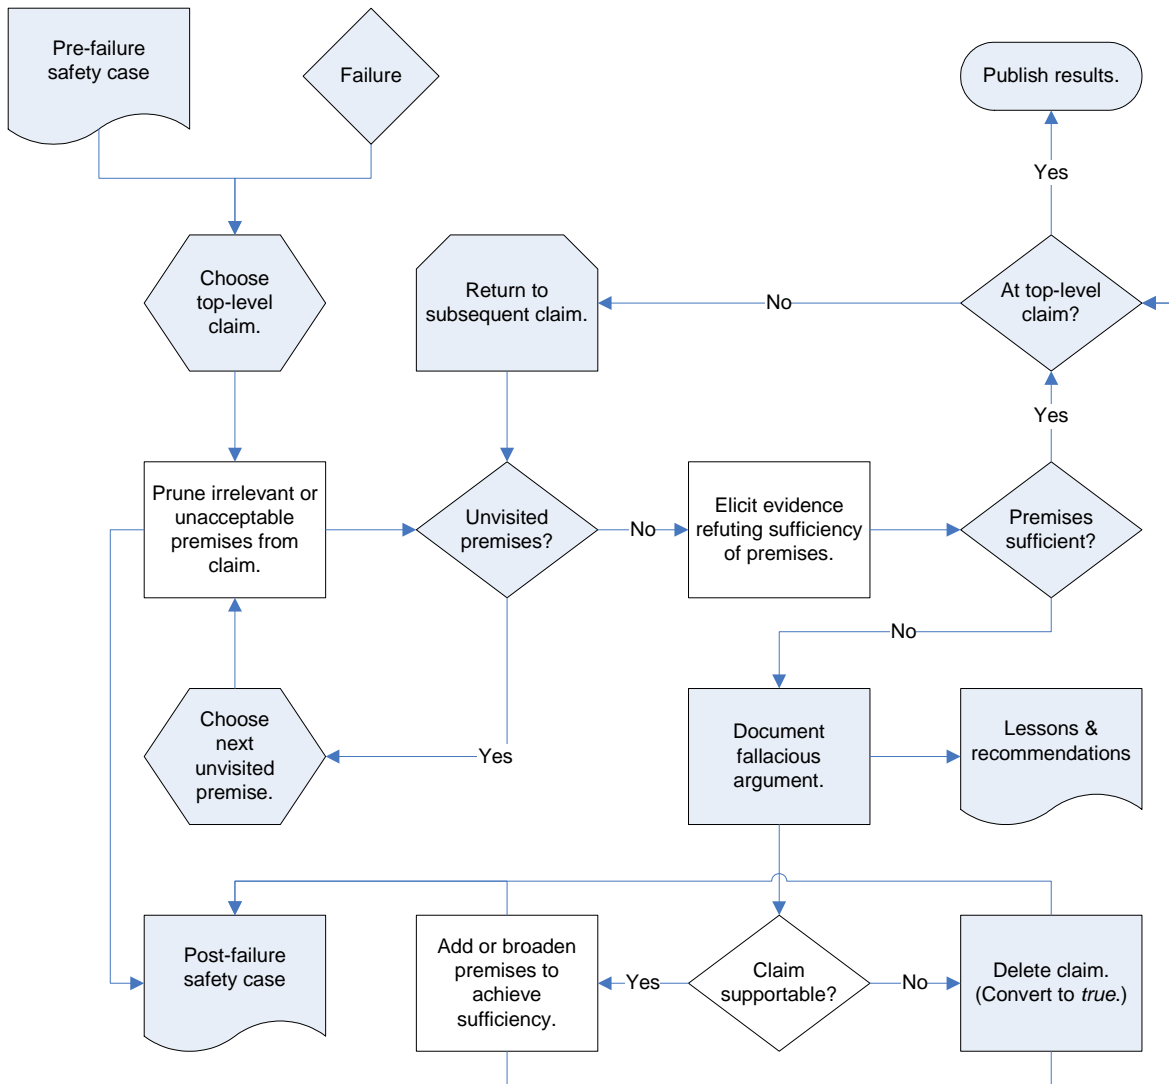 Pre-failure
safety case
Failure
Publish results.
Yes
Choose
top-level
claim.
Return to
subsequent claim.
No
At top-level
claim?
Yes
Prune irrelevant or
unacceptable
premises from
claim.
Unvisited
premises?
No
Elicit evidence
refuting sufficiency
of premises.
Premises
sufficient?
No
Choose
next
unvisited
premise.
Yes
Document
fallacious
argument.
Lessons &
recommendations
Post-failure
safety case
Add or broaden
premises to
achieve
sufficiency.
Yes
Claim
supportable?
No
Delete claim.
(Convert to true.)